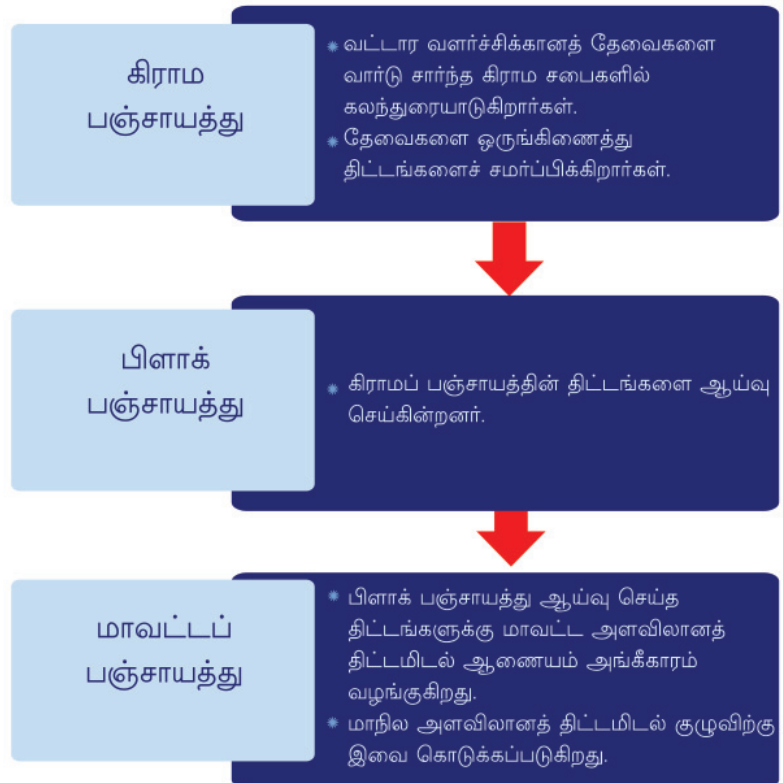 கிராம
பஞ்சாயத்து
வட்டார வளர்ச்சிக்கானத் தேவைகளை
வார்டு சார்ந்த கிராம சபைகளில்
கலந்துரையாடுகிறார்கள்.
தேவைகளை ஒருங்கிணைத்து
திட்டங்களைச் சமர்ப்பிக்கிறார்கள்.
பிளாக்
பஞ்சாயத்து
கிராமப் பஞ்சாயத்தின் திட்டங்களை ஆய்வு
செய்கின்றனர்.
மாவட்டப்
பஞ்சாயத்து
பிளாக் பஞ்சாயத்து ஆய்வு செய்த
திட்டங்களுக்கு மாவட்ட அளவிலானத்
திட்டமிடல் ஆணையம் அங்கீகாரம்
வழங்குகிறது.
மாநில அளவிலானத் திட்டமிடல் குழுவிற்கு
இவை கொடுக்கப்படுகிறது.